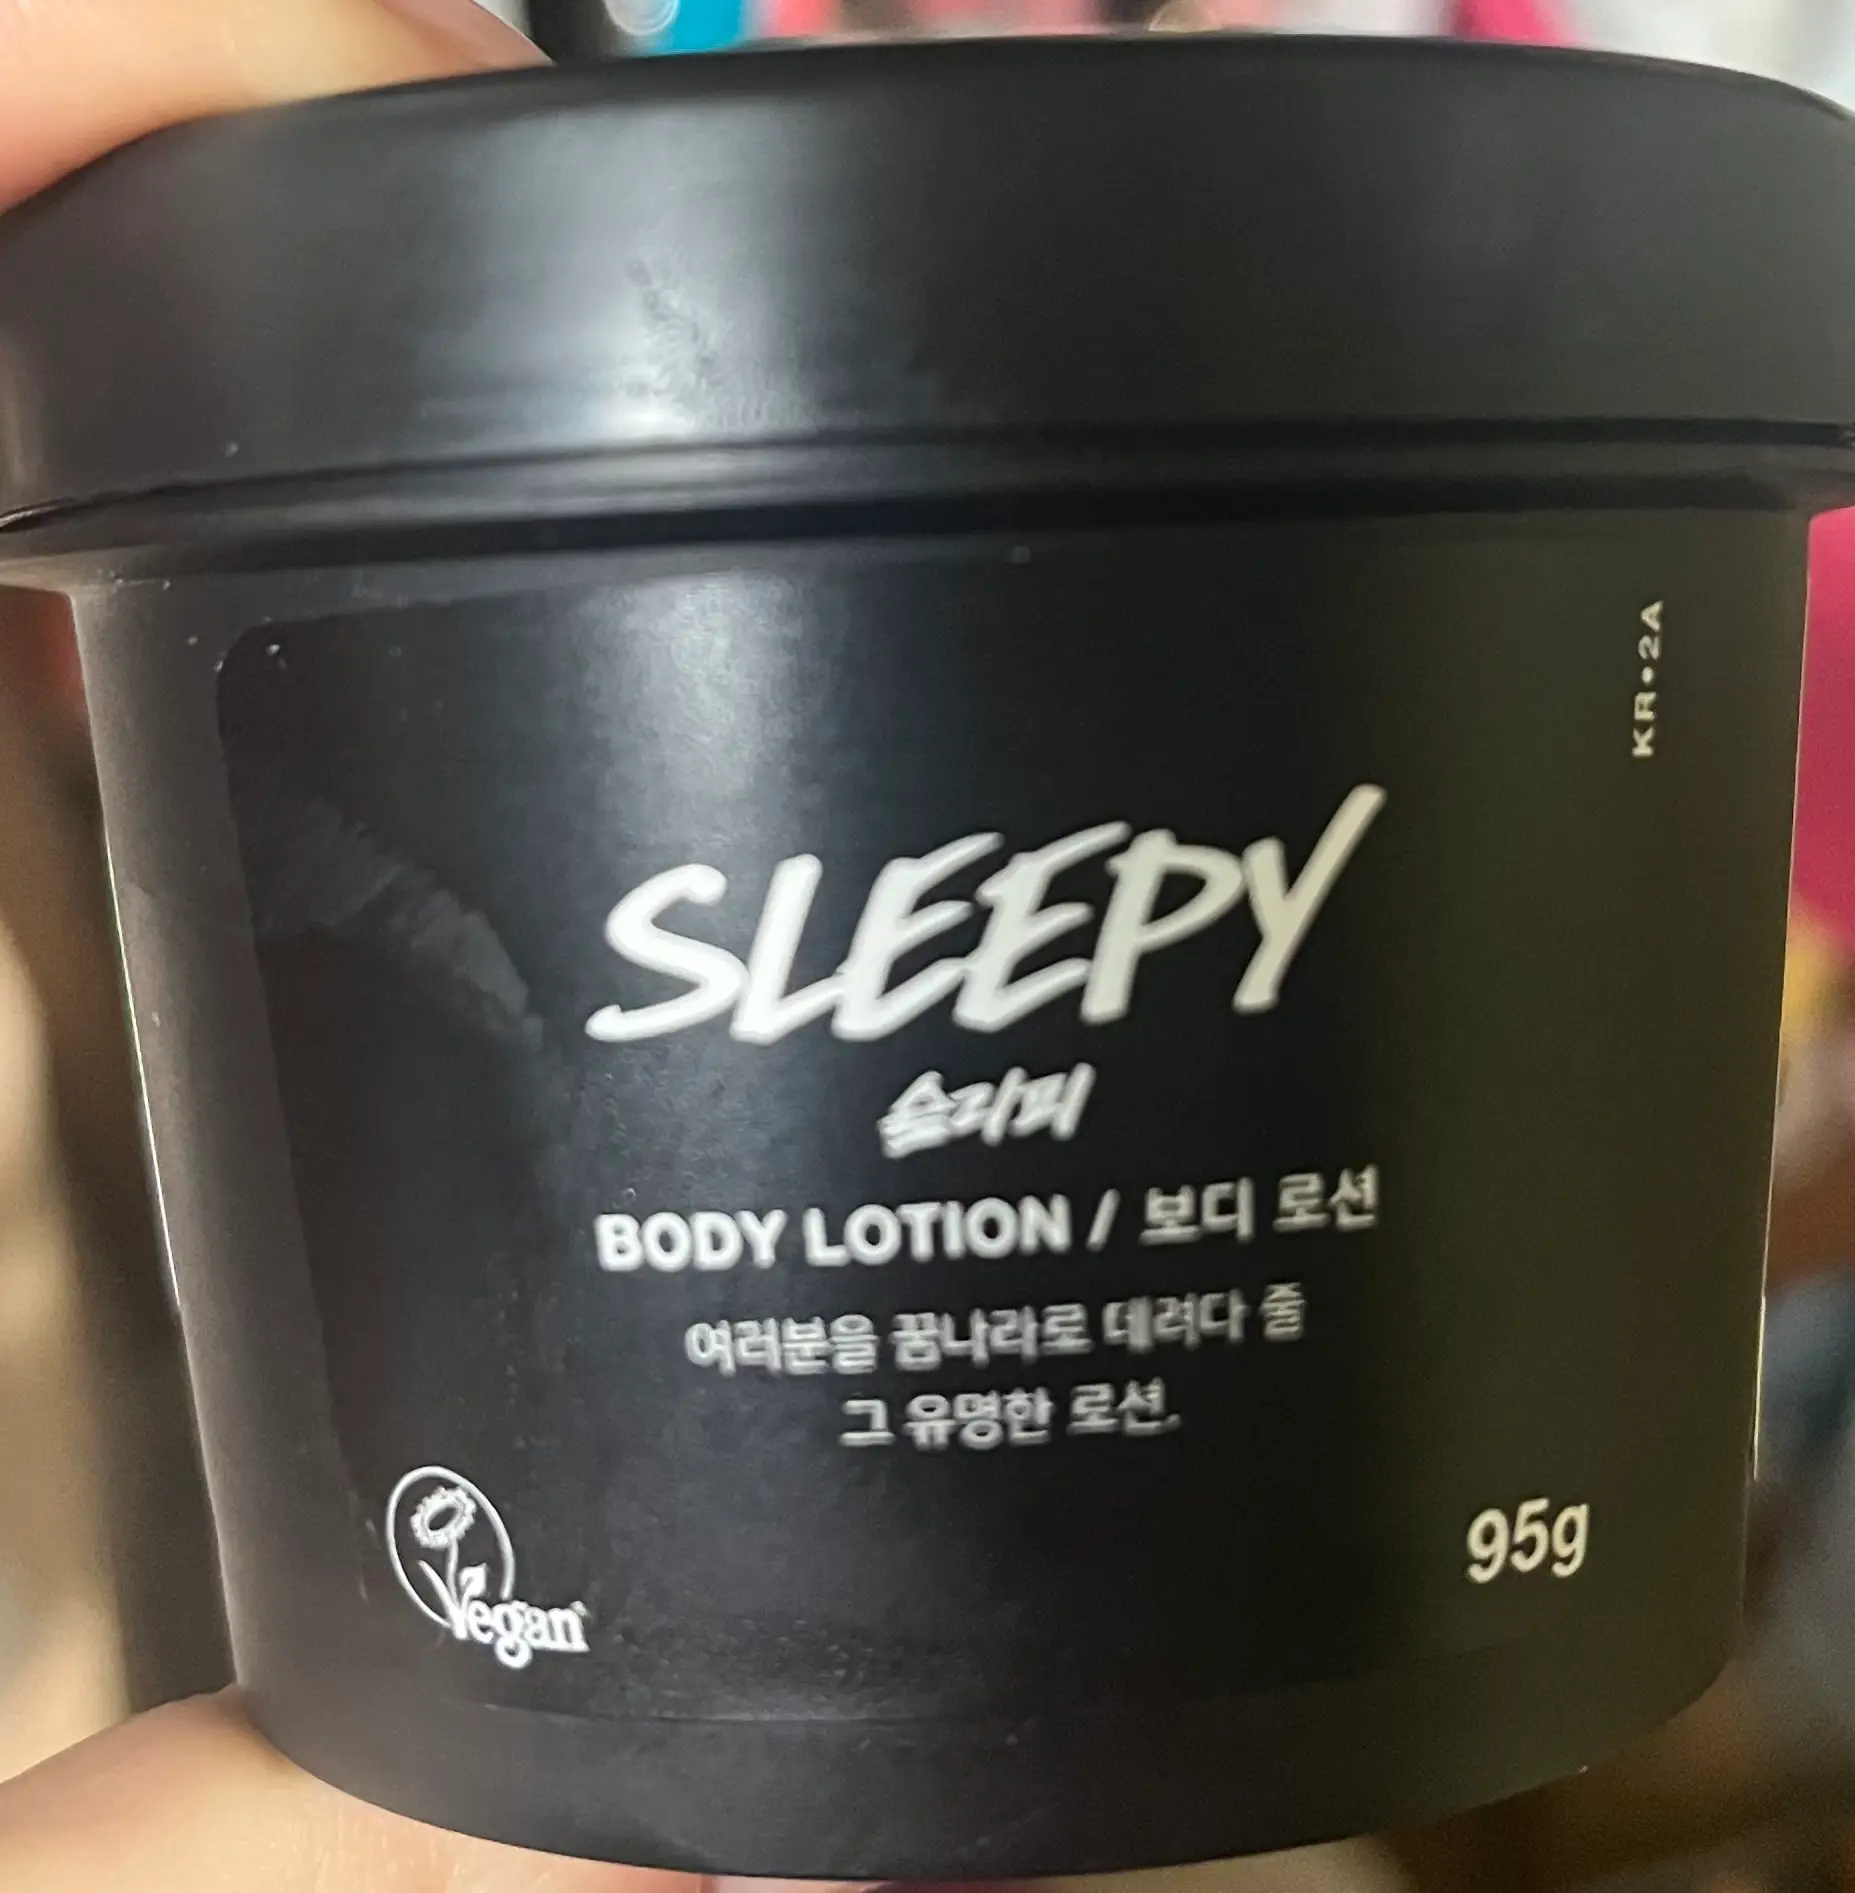 KR•2A
SLEEPY
슬리피
BODY LOTION / 보디 로션
여러분을 꿈나라로 데려다 줄
그 유명한 로션.
95g
Vegan